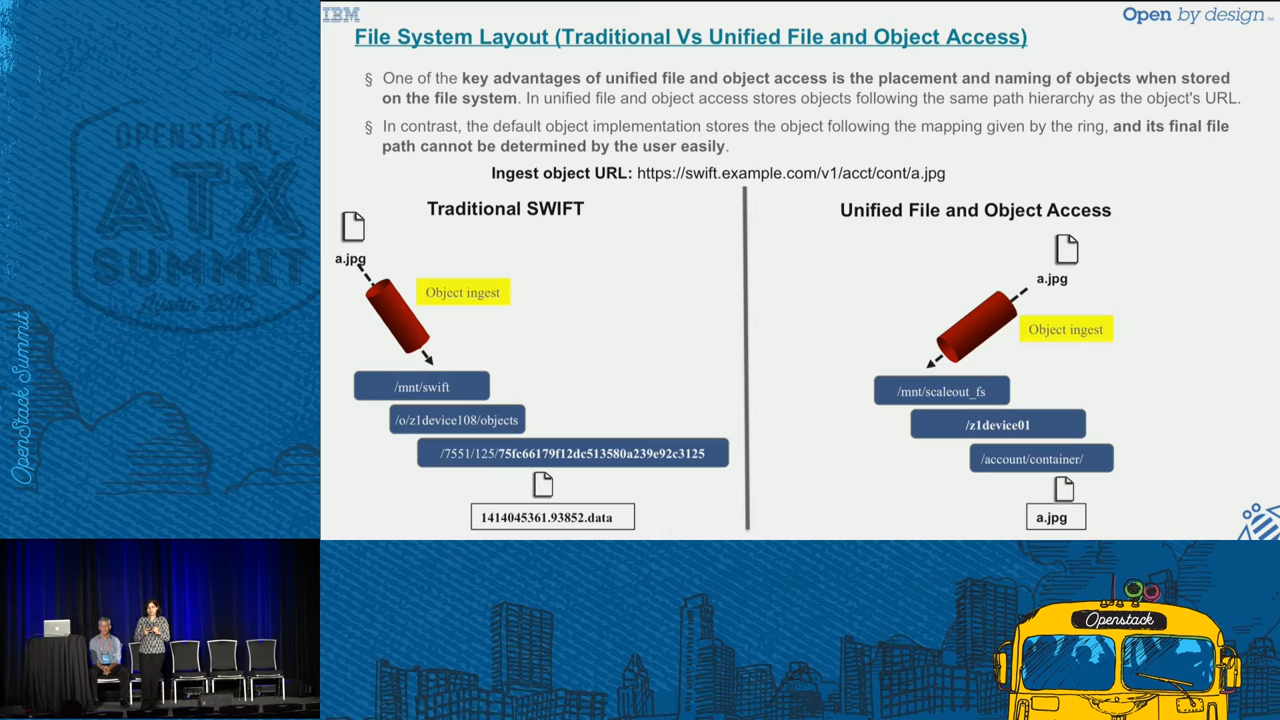 IBM
Open by design™
File System Layout (Traditional Vs Unified File and Object Access)
§ One of the key advantages of unified file and object access is the placement and naming of objects when stored
on the file system. In unified file and object access stores objects following the same path hierarchy as the object's URL.
§ In contrast, the default object implementation stores the object following the mapping given by the ring, and its final file
path cannot be determined by the user easily.
Ingest object URL: https://swift.example.com/v1/acct/cont/a.jpg
Traditional SWIFT
a.jpg
Object ingest
/mnt/swift
/o/z1device108/objects
/7551/125/75fc66179f12dc513580a239e92c3125
1414045361.93852.data
Unified File and Object Access
a.jpg
Object ingest
/mnt/scaleout_fs
/z1device01
/account/container/
a.jpg
OPENSTACK
ATX
SUMMIT
OpenStack Summit
Openstack